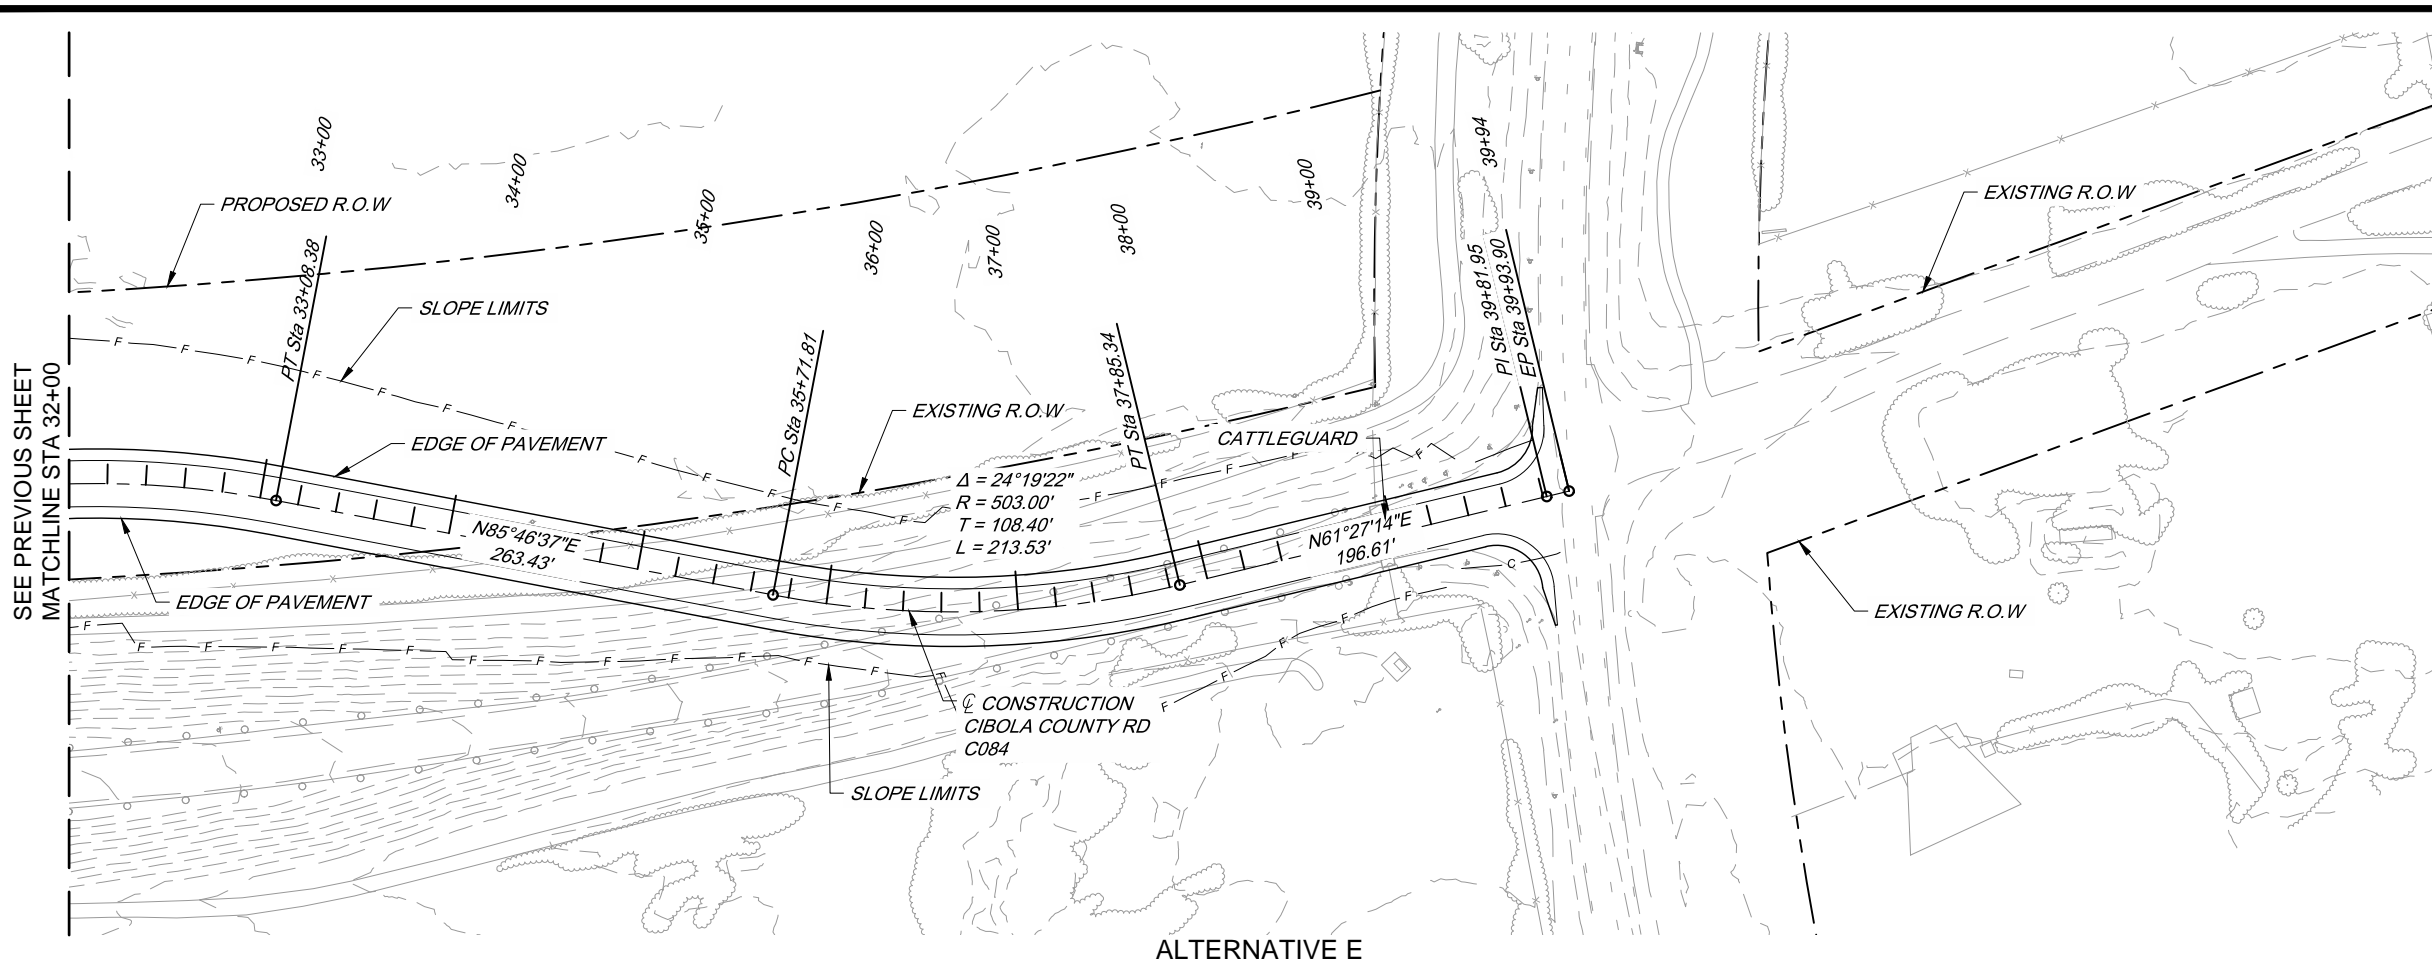 33+00
34+00
35+00
36+00
37+00
38+00
39+00
39+94
PROPOSED R.O.W
EXISTING R.O.W
PT Sta 33+08.38
SLOPE LIMITS
PC Sta 35+71.81
PT Sta 37+85.34
PI Sta 39+81.95
EP Sta 39+93.90
SEE PREVIOUS SHEET
MATCHLINE STA 32+00
F F F F F F F F F F F F
EDGE OF PAVEMENT
EXISTING R.O.W
CATTLEGUARD
F F F F
Δ = 24°19'22"
R = 503.00'
T = 108.40'
L = 213.53'
N85°46'37"E
263.43'
N61°27'14"E
196.61'
C
EDGE OF PAVEMENT
EXISTING R.O.W
F F F F F F F F F F F F F F
F F F F F
℄ CONSTRUCTION
CIBOLA COUNTY RD
C084
SLOPE LIMITS
ALTERNATIVE E